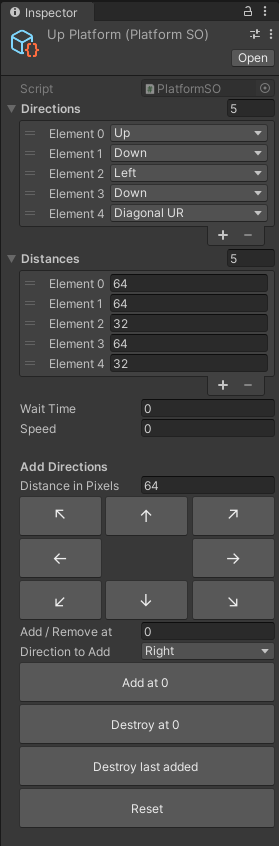 Inspector
Up Platform (Platform SO)
Open
Script PlatformSO
Directions 5
Element 0 Up
Element 1 Down
Element 2 Left
Element 3 Down
Element 4 Diagonal UR
+ −
Distances 5
Element 0 64
Element 1 64
Element 2 32
Element 3 64
Element 4 32
+ −
Wait Time 0
Speed 0
Add Directions
Distance in Pixels 64
↖ ↑ ↗
← →
↙ ↓ ↘
Add / Remove at 0
Direction to Add Right
Add at 0
Destroy at 0
Destroy last added
Reset